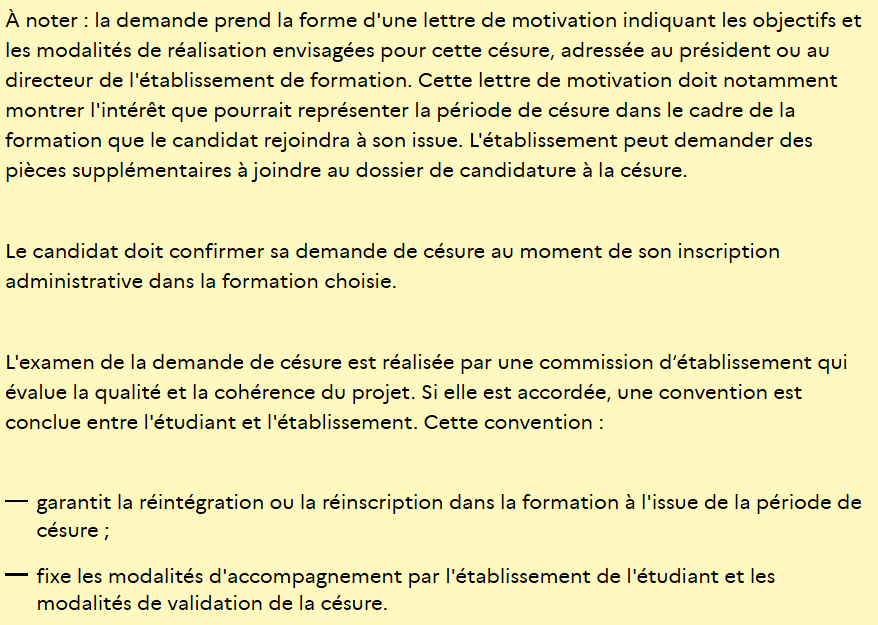 À noter : la demande prend la forme d'une lettre de motivation indiquant les objectifs et
les modalités de réalisation envisagées pour cette césure, adressée au président ou au
directeur de l'établissement de formation. Cette lettre de motivation doit notamment
montrer l'intérêt que pourrait représenter la période de césure dans le cadre de la
formation que le candidat rejoindra à son issue. L'établissement peut demander des
pièces supplémentaires à joindre au dossier de candidature à la césure.
Le candidat doit confirmer sa demande de césure au moment de son inscription
administrative dans la formation choisie.
L'examen de la demande de césure est réalisée par une commission d’établissement qui
évalue la qualité et la cohérence du projet. Si elle est accordée, une convention est
conclue entre l'étudiant et l'établissement. Cette convention :
— garantit la réintégration ou la réinscription dans la formation à l'issue de la période de
césure ;
— fixe les modalités d'accompagnement par l'établissement de l'étudiant et les
modalités de validation de la césure.